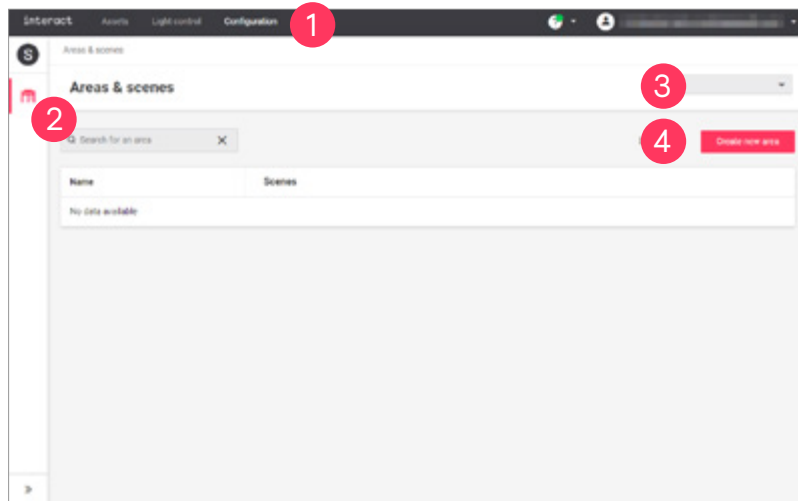 interact Assets Light control Configuration 1
S Areas & scenes
Areas & scenes 3
2 Search for an area 4 Create new area
Name Scenes
No data available